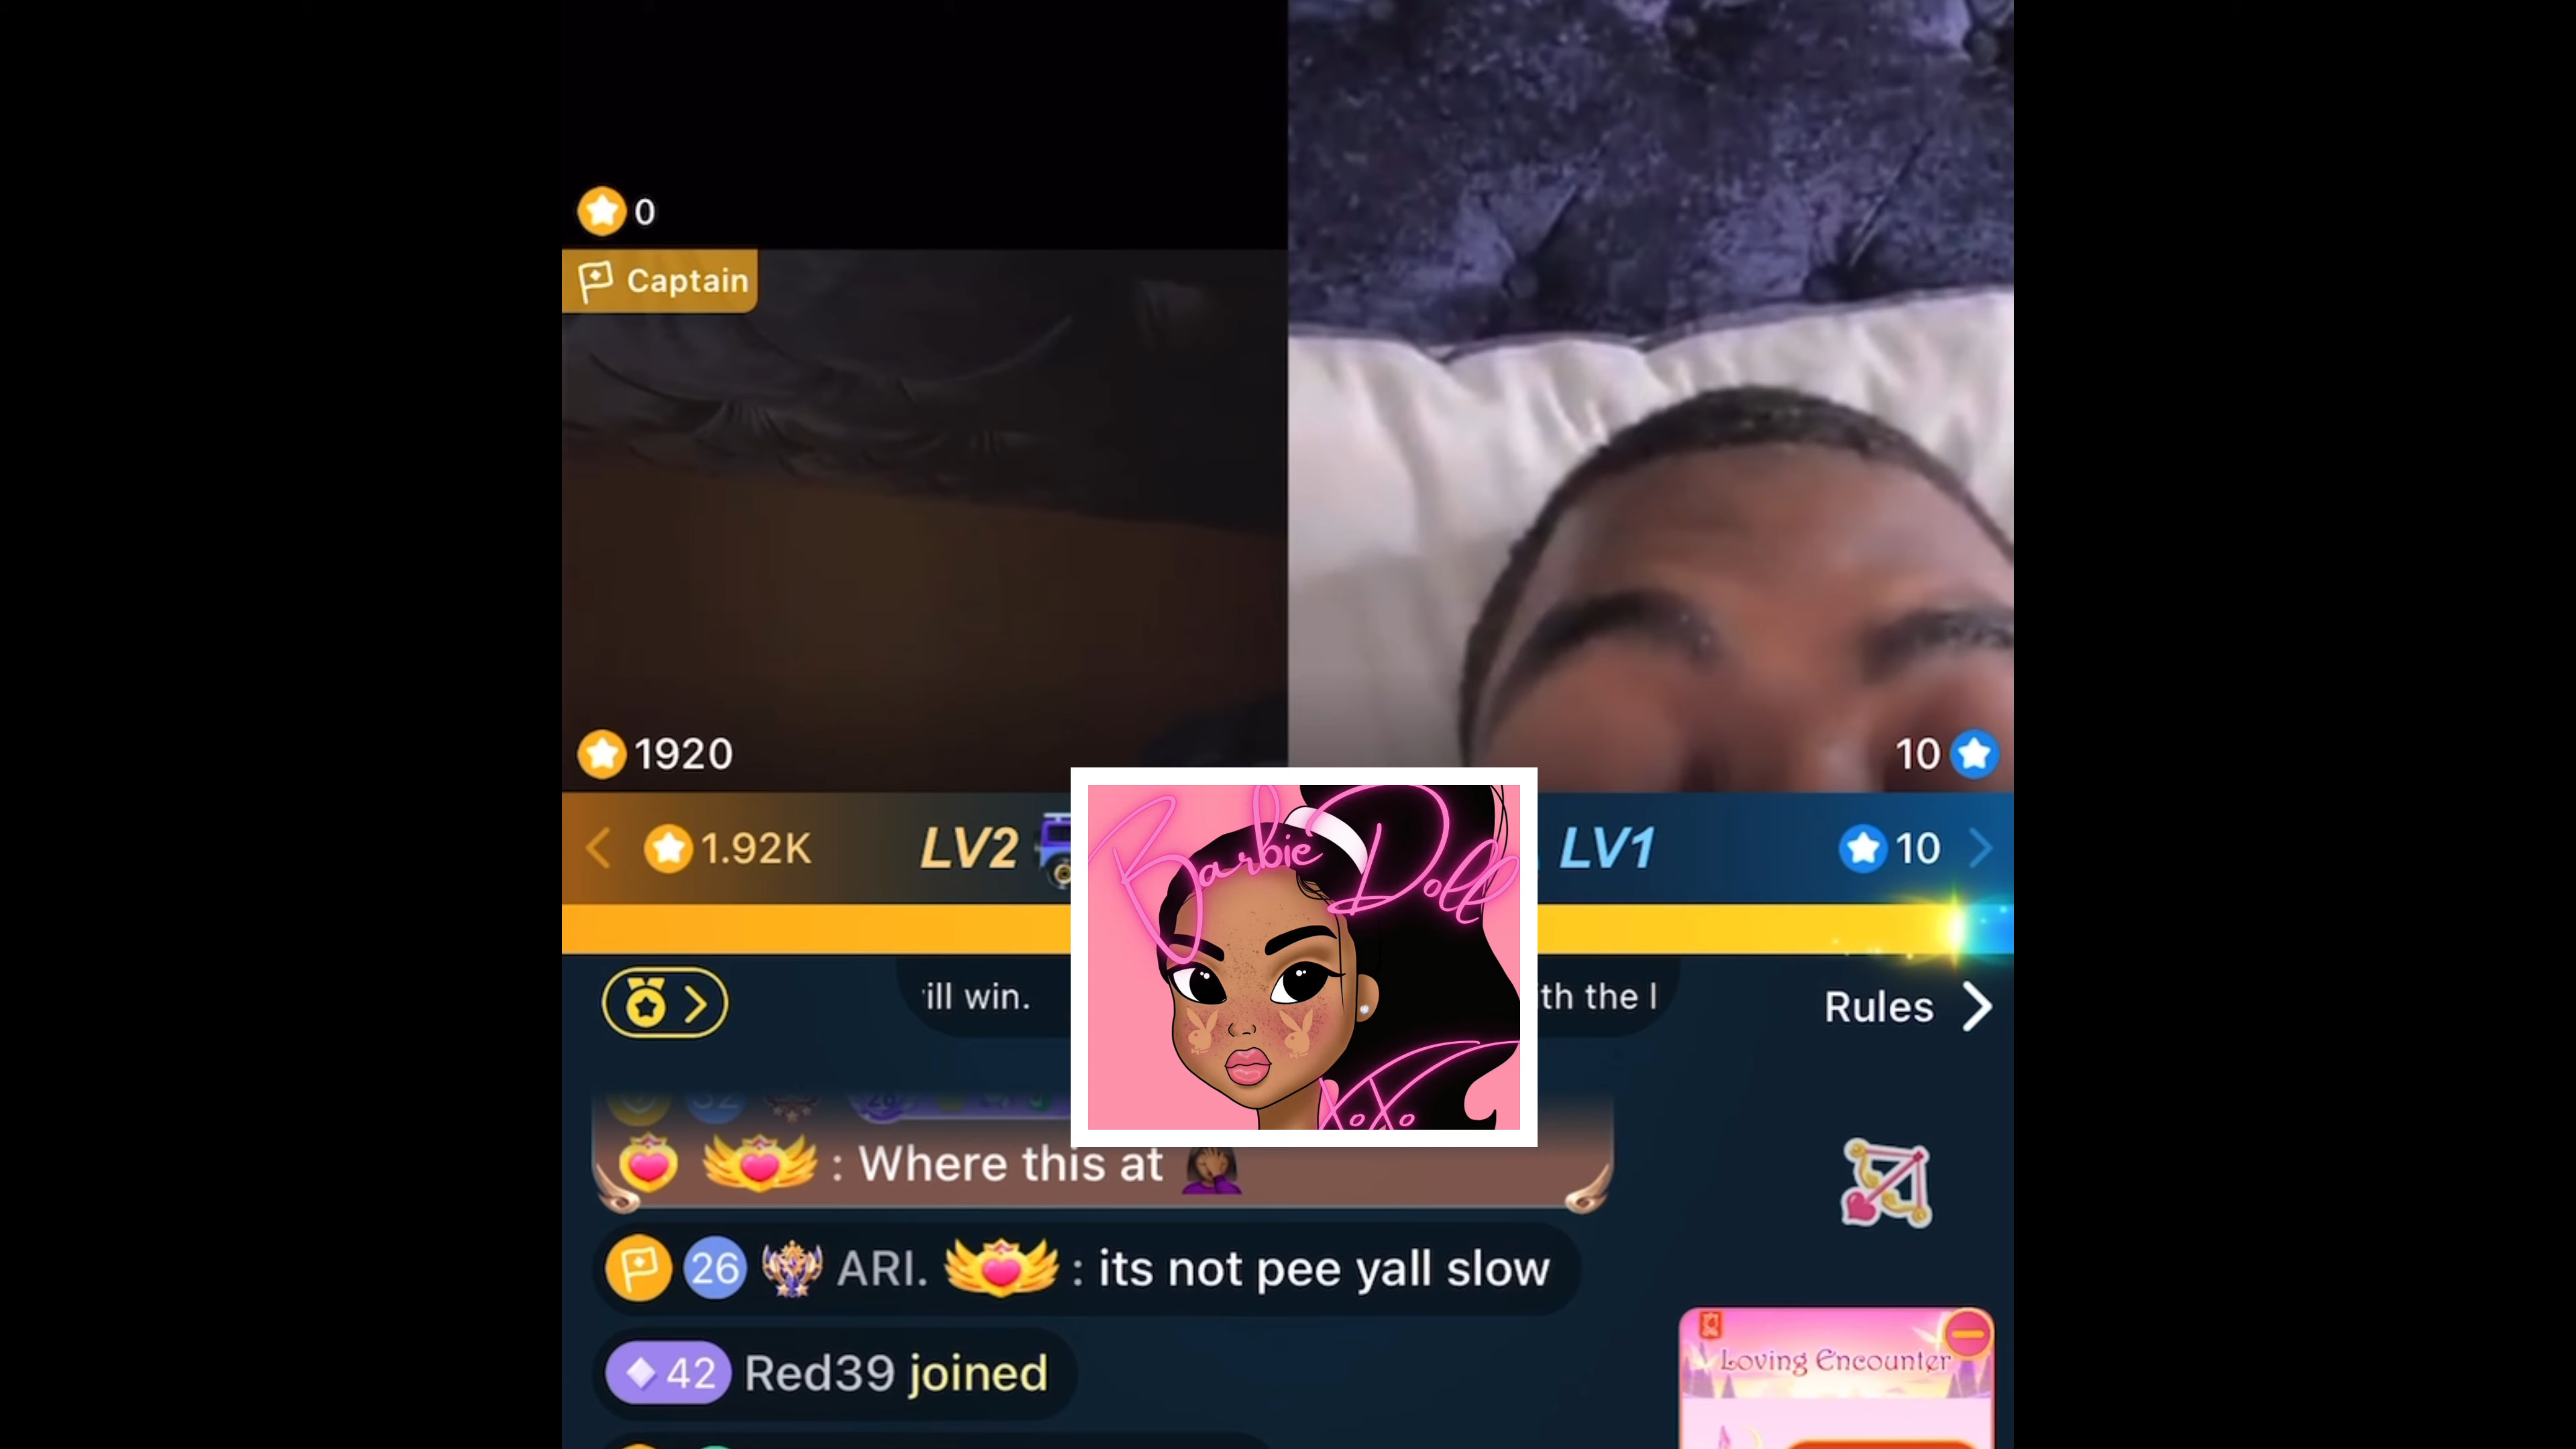 0
Captain
1920
10
1.92K
LV2
LV1
10
Barbie Doll
XoXo
ill win.
th the l
Rules
: Where this at
26 ARI. : its not pee yall slow
42 Red39 joined
Loving Encounter